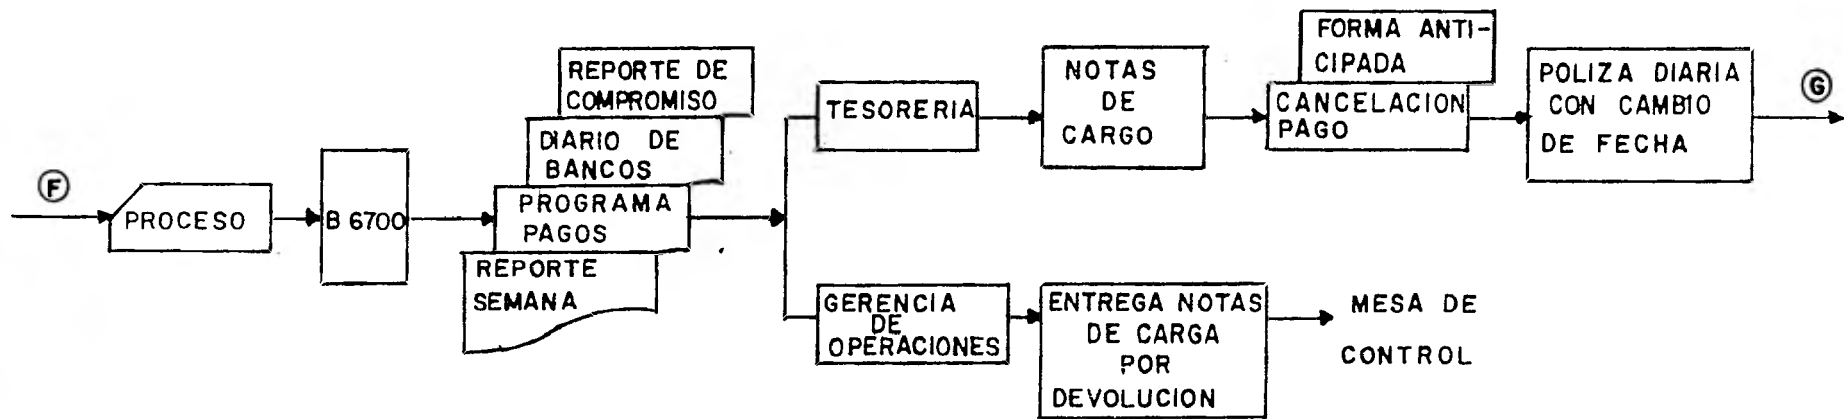 F
PROCESO
B 6700
REPORTE DE
COMPROMISO
DIARIO DE
BANCOS
PROGRAMA
PAGOS
REPORTE
SEMANA
TESORERIA
NOTAS
DE
CARGO
FORMA ANTI-
CIPADA
CANCELACION
PAGO
POLIZA DIARIA
CON CAMBIO
DE FECHA
G
GERENCIA
DE
OPERACIONES
ENTREGA NOTAS
DE CARGA
POR
DEVOLUCION
MESA DE
CONTROL